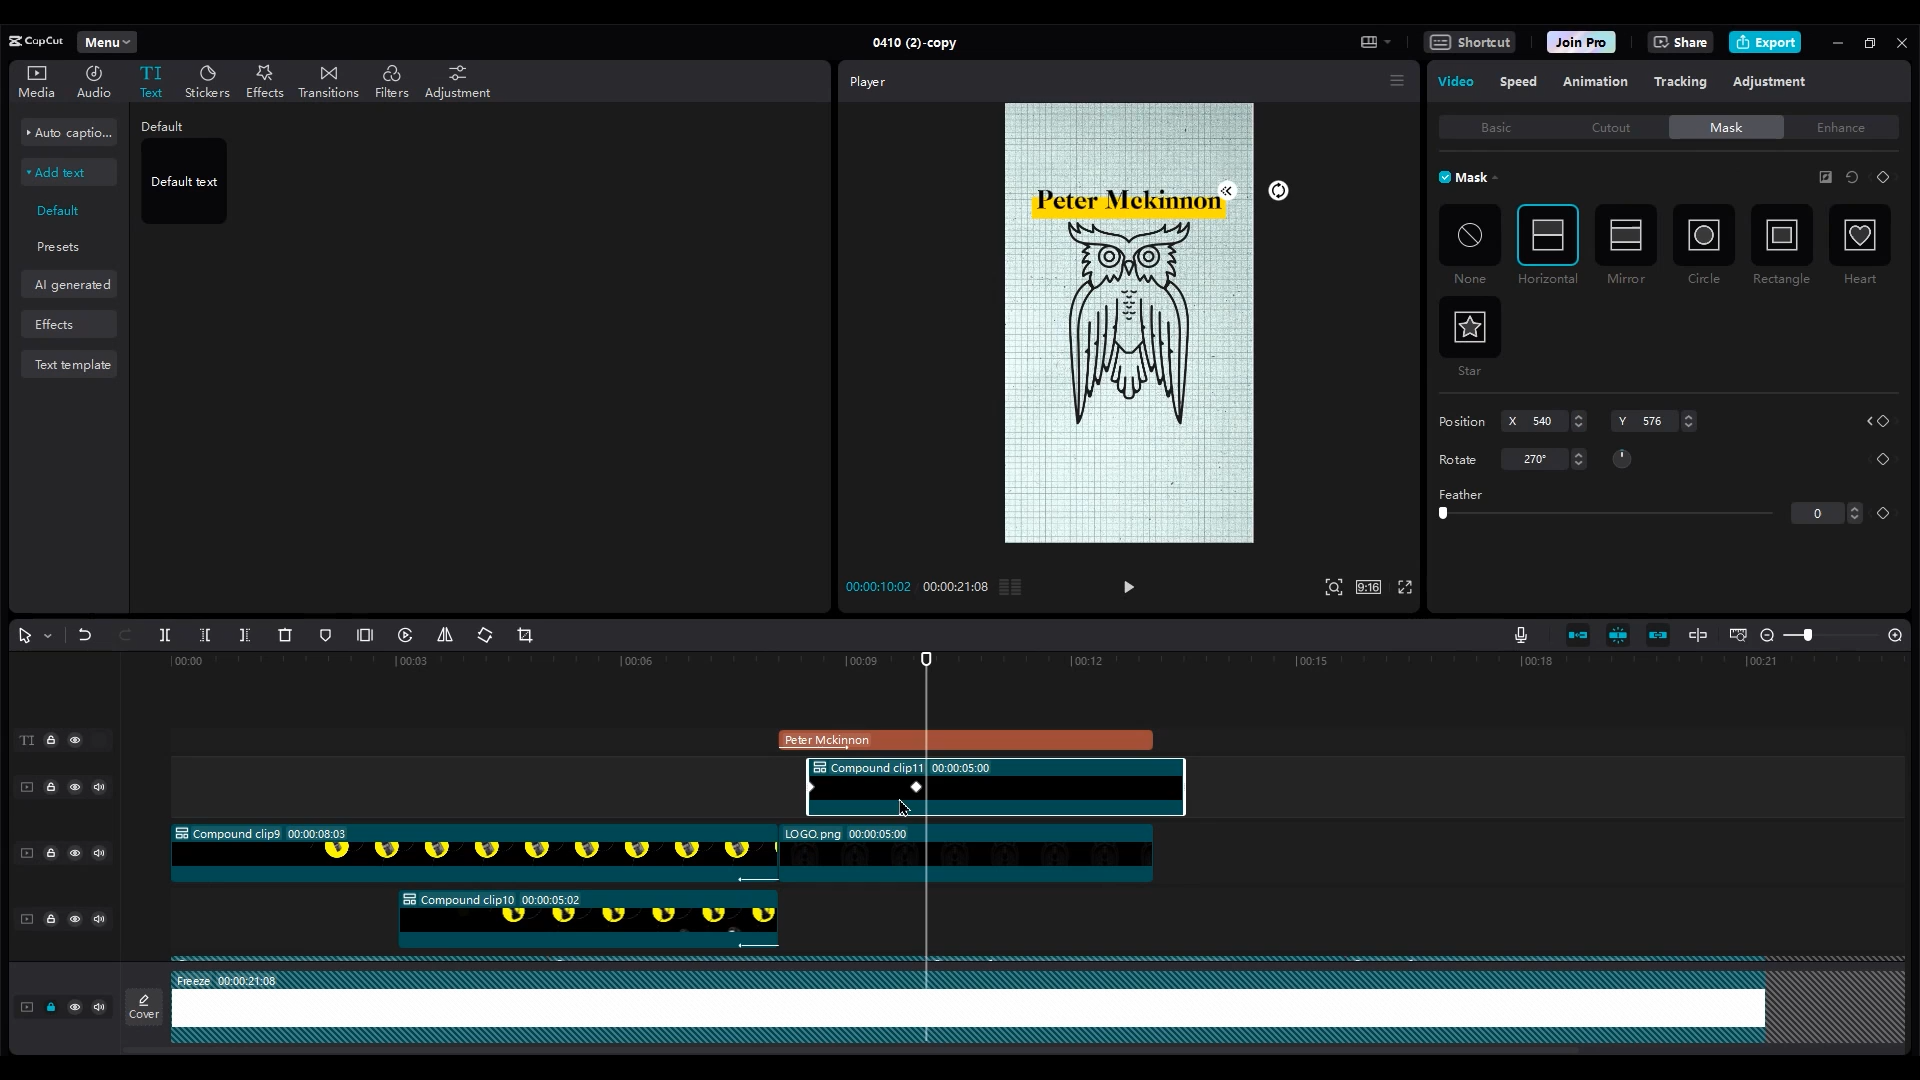 CapCut Menu 0410 (2)-copy Shortcut Join Pro Share Export
Media Audio Text Stickers Effects Transitions Filters Adjustment
Player
Video Speed Animation Tracking Adjustment
Auto captio...
Add text
Default
Presets
AI generated
Effects
Text template
Default
Default text
Peter Mckinnon
00:00:10:02 00:00:21:08
9:16
Basic Cutout Mask Enhance
Mask
None Horizontal Mirror Circle Rectangle Heart
Star
Position X 540 Y 576
Rotate 270°
Feather
0
00:00 00:03 00:06 00:09 00:12 00:15 00:18 00:21
TI Peter Mckinnon
Compound clip11 00:00:05:00
Compound clip9 00:00:08:03 LOGO.png 00:00:05:00
Compound clip10 00:00:05:02
Freeze 00:00:21:08
Cover